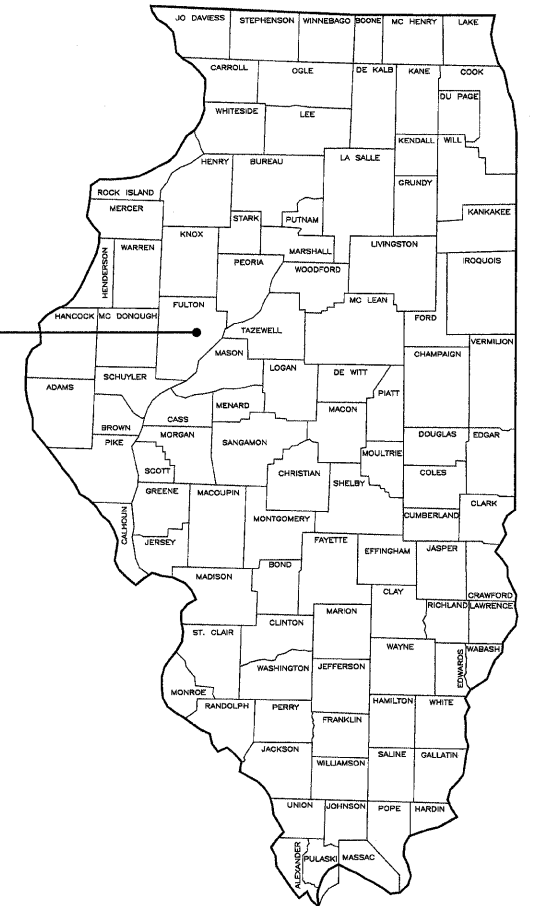 JO DAVIESS
STEPHENSON
WINNEBAGO
BOONE
MC HENRY
LAKE
CARROLL
OGLE
DE KALB
KANE
COOK
DU PAGE
WHITESIDE
LEE
KENDALL
WILL
HENRY
BUREAU
LA SALLE
GRUNDY
ROCK ISLAND
MERCER
STARK
PUTNAM
KANKAKEE
KNOX
WARREN
HENDERSON
MARSHALL
LIVINGSTON
PEORIA
WOODFORD
IROQUOIS
FULTON
MC LEAN
HANCOCK
MC DONOUGH
TAZEWELL
FORD
VERMILION
MASON
CHAMPAIGN
LOGAN
DE WITT
SCHUYLER
ADAMS
PIATT
MENARD
MACON
CASS
BROWN
PIKE
MORGAN
SANGAMON
DOUGLAS
EDGAR
MOULTRIE
SCOTT
CHRISTIAN
COLES
SHELBY
GREENE
MACOUPIN
CLARK
CUMBERLAND
CALHOUN
MONTGOMERY
JERSEY
FAYETTE
EFFINGHAM
JASPER
BOND
MADISON
CLAY
CRAWFORD
RICHLAND
LAWRENCE
MARION
CLINTON
ST. CLAIR
WAYNE
WABASH
EDWARDS
WASHINGTON
JEFFERSON
MONROE
RANDOLPH
PERRY
HAMILTON
WHITE
FRANKLIN
JACKSON
SALINE
GALLATIN
WILLIAMSON
UNION
JOHNSON
POPE
HARDIN
ALEXANDER
PULASKI
MASSAC